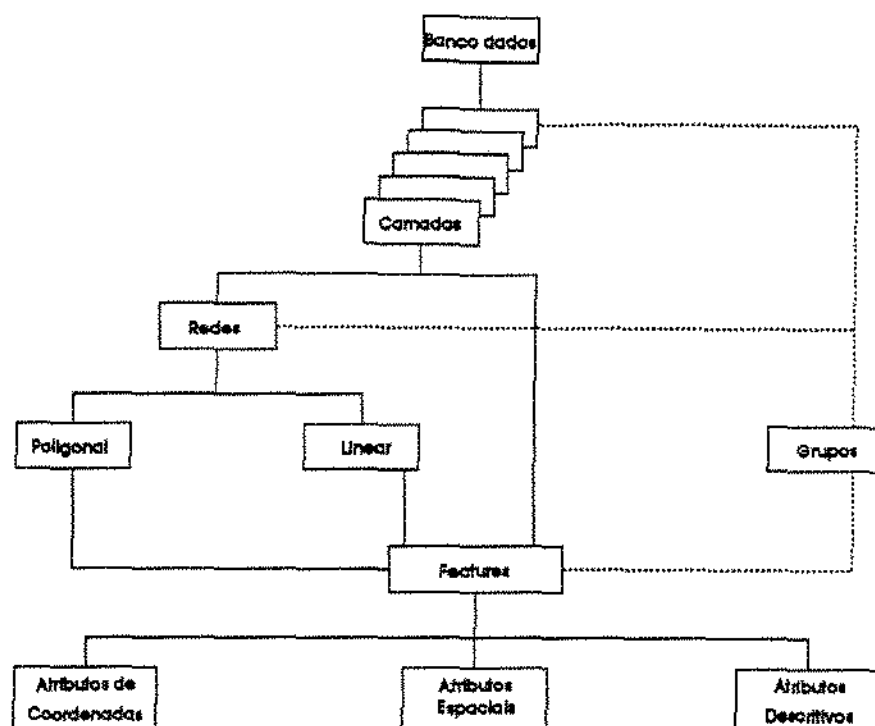 Banco dados
Camadas
Redes
Poligonal
Linear
Grupos
Features
Atributos de
Coordenadas
Atributos
Espaciais
Atributos
Descritivos